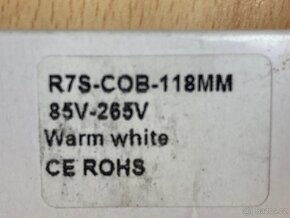 R7S-COB-118MM
85V-265V
Warm white
CE ROHS